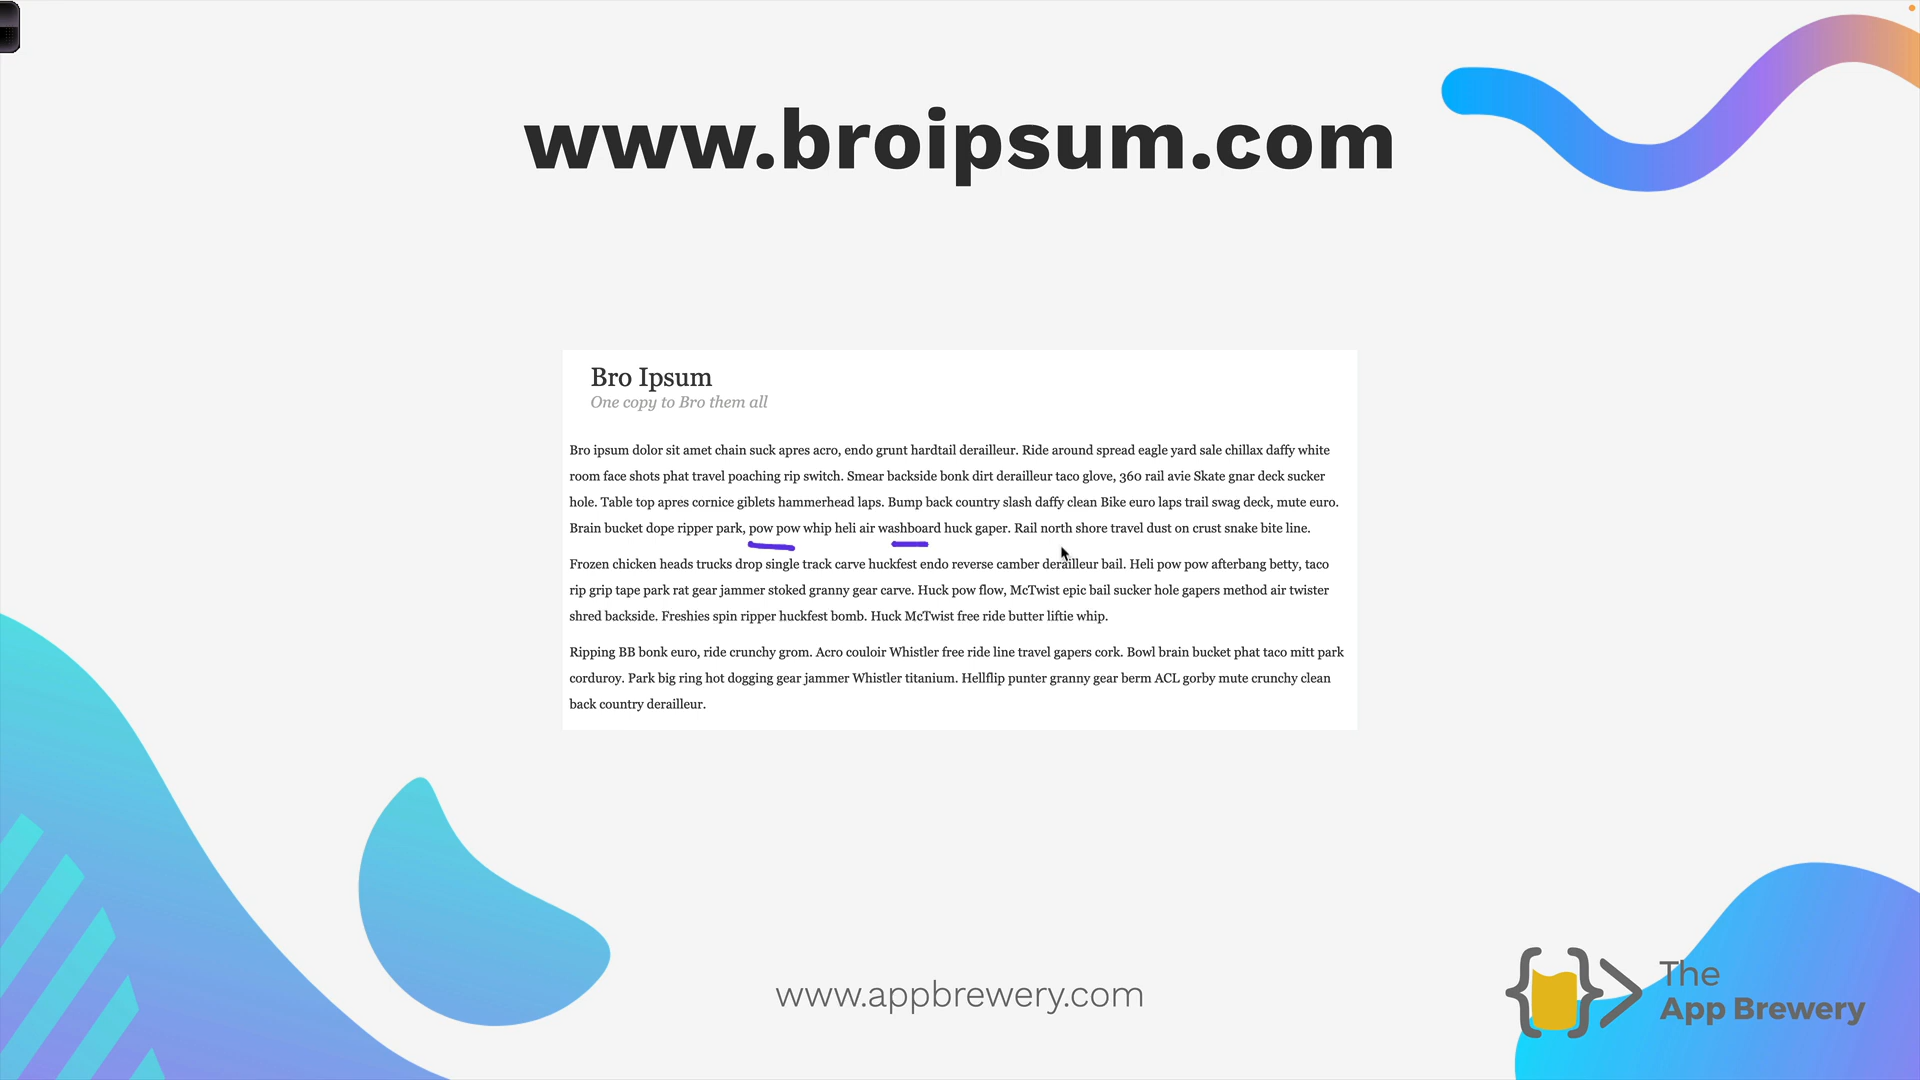 www.broipsum.com
Bro Ipsum
One copy to Bro them all
Bro ipsum dolor sit amet chain suck apres acro, endo grunt hardtail derailleur. Ride around spread eagle yard sale chillax daffy white
room face shots phat travel poaching rip switch. Smear backside bonk dirt derailleur taco glove, 360 rail avie Skate gnar deck sucker
hole. Table top apres cornice giblets hammerhead laps. Bump back country slash daffy clean Bike euro laps trail swag deck, mute euro.
Brain bucket dope ripper park, pow pow whip heli air washboard huck gaper. Rail north shore travel dust on crust snake bite line.
Frozen chicken heads trucks drop single track carve huckfest endo reverse camber derailleur bail. Heli pow pow afterbang betty, taco
rip grip tape park rat gear jammer stoked granny gear carve. Huck pow flow, McTwist epic bail sucker hole gapers method air twister
shred backside. Freshies spin ripper huckfest bomb. Huck McTwist free ride butter liftie whip.
Ripping BB bonk euro, ride crunchy grom. Acro couloir Whistler free ride line travel gapers cork. Bowl brain bucket phat taco mitt park
corduroy. Park big ring hot dogging gear jammer Whistler titanium. Hellflip punter granny gear berm ACL gorby mute crunchy clean
back country derailleur.
www.appbrewery.com
The
App Brewery